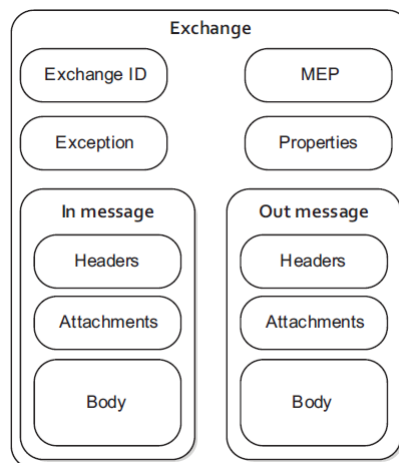 Exchange
Exchange ID
MEP
Exception
Properties
In message
Headers
Attachments
Body
Out message
Headers
Attachments
Body